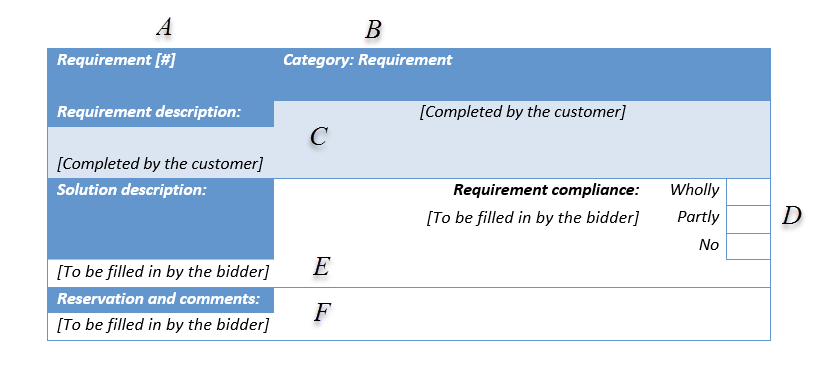 A
B
Requirement [#]
Category: Requirement
Requirement description:
[Completed by the customer]
C
[Completed by the customer]
Solution description:
Requirement compliance:
Wholly
[To be filled in by the bidder]
Partly
D
No
[To be filled in by the bidder]
E
Reservation and comments:
F
[To be filled in by the bidder]